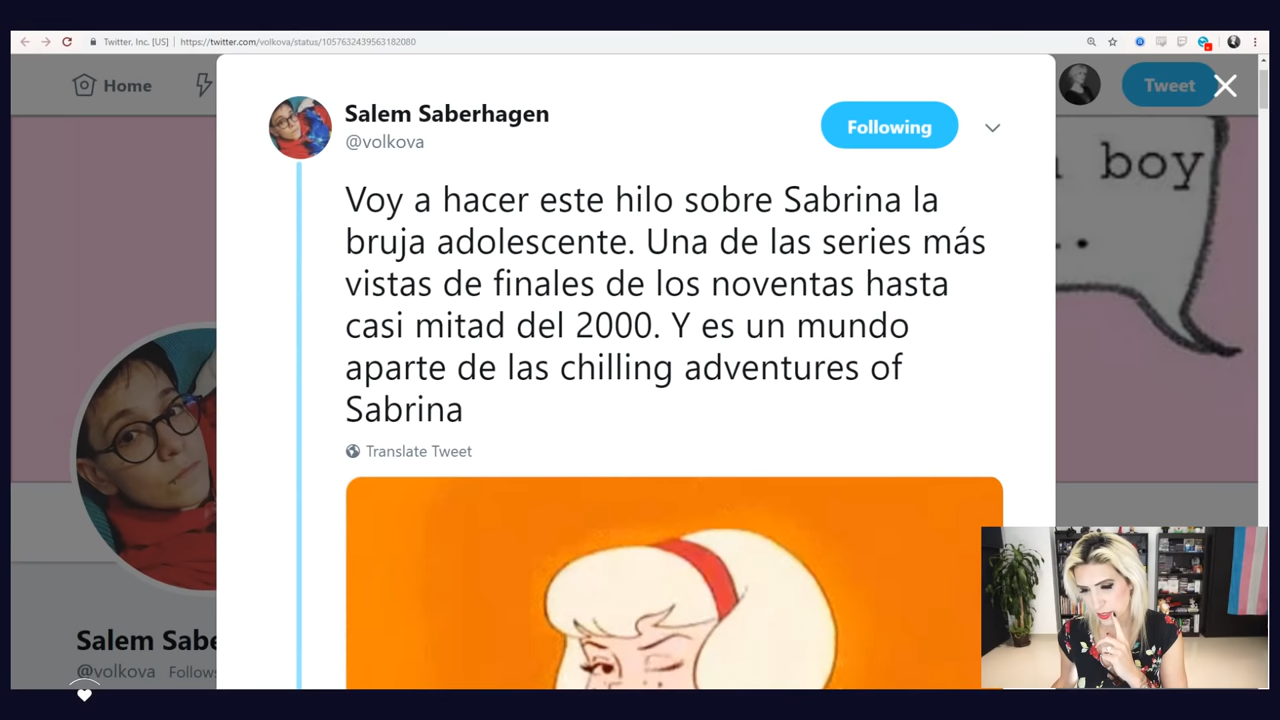 Twitter, Inc. [US]
https://twitter.com/volkova/status/1057632439563182080
Home
Tweet
Salem Saberhagen
@volkova
Following
boy
..
Voy a hacer este hilo sobre Sabrina la
bruja adolescente. Una de las series más
vistas de finales de los noventas hasta
casi mitad del 2000. Y es un mundo
aparte de las chilling adventures of
Sabrina
Translate Tweet
Salem Sabe
@volkova Follows